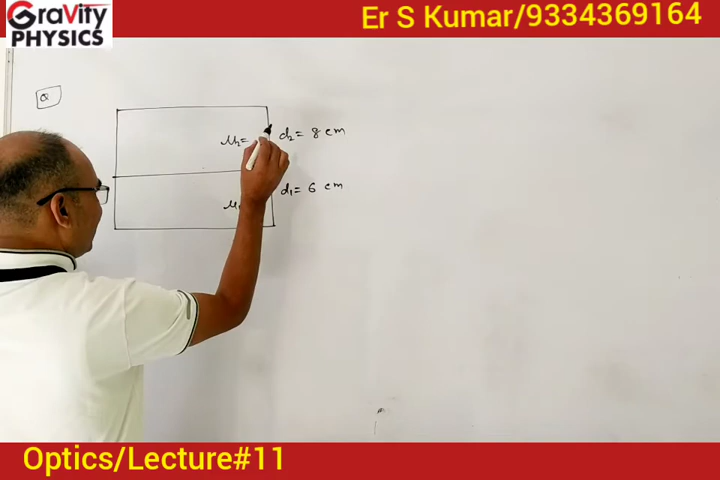 GRaVity
PHYSICS
Er S Kumar/9334369164
Q
μ₂=
d₂= 8 cm
d₁= 6 cm
μ
Optics/Lecture#11